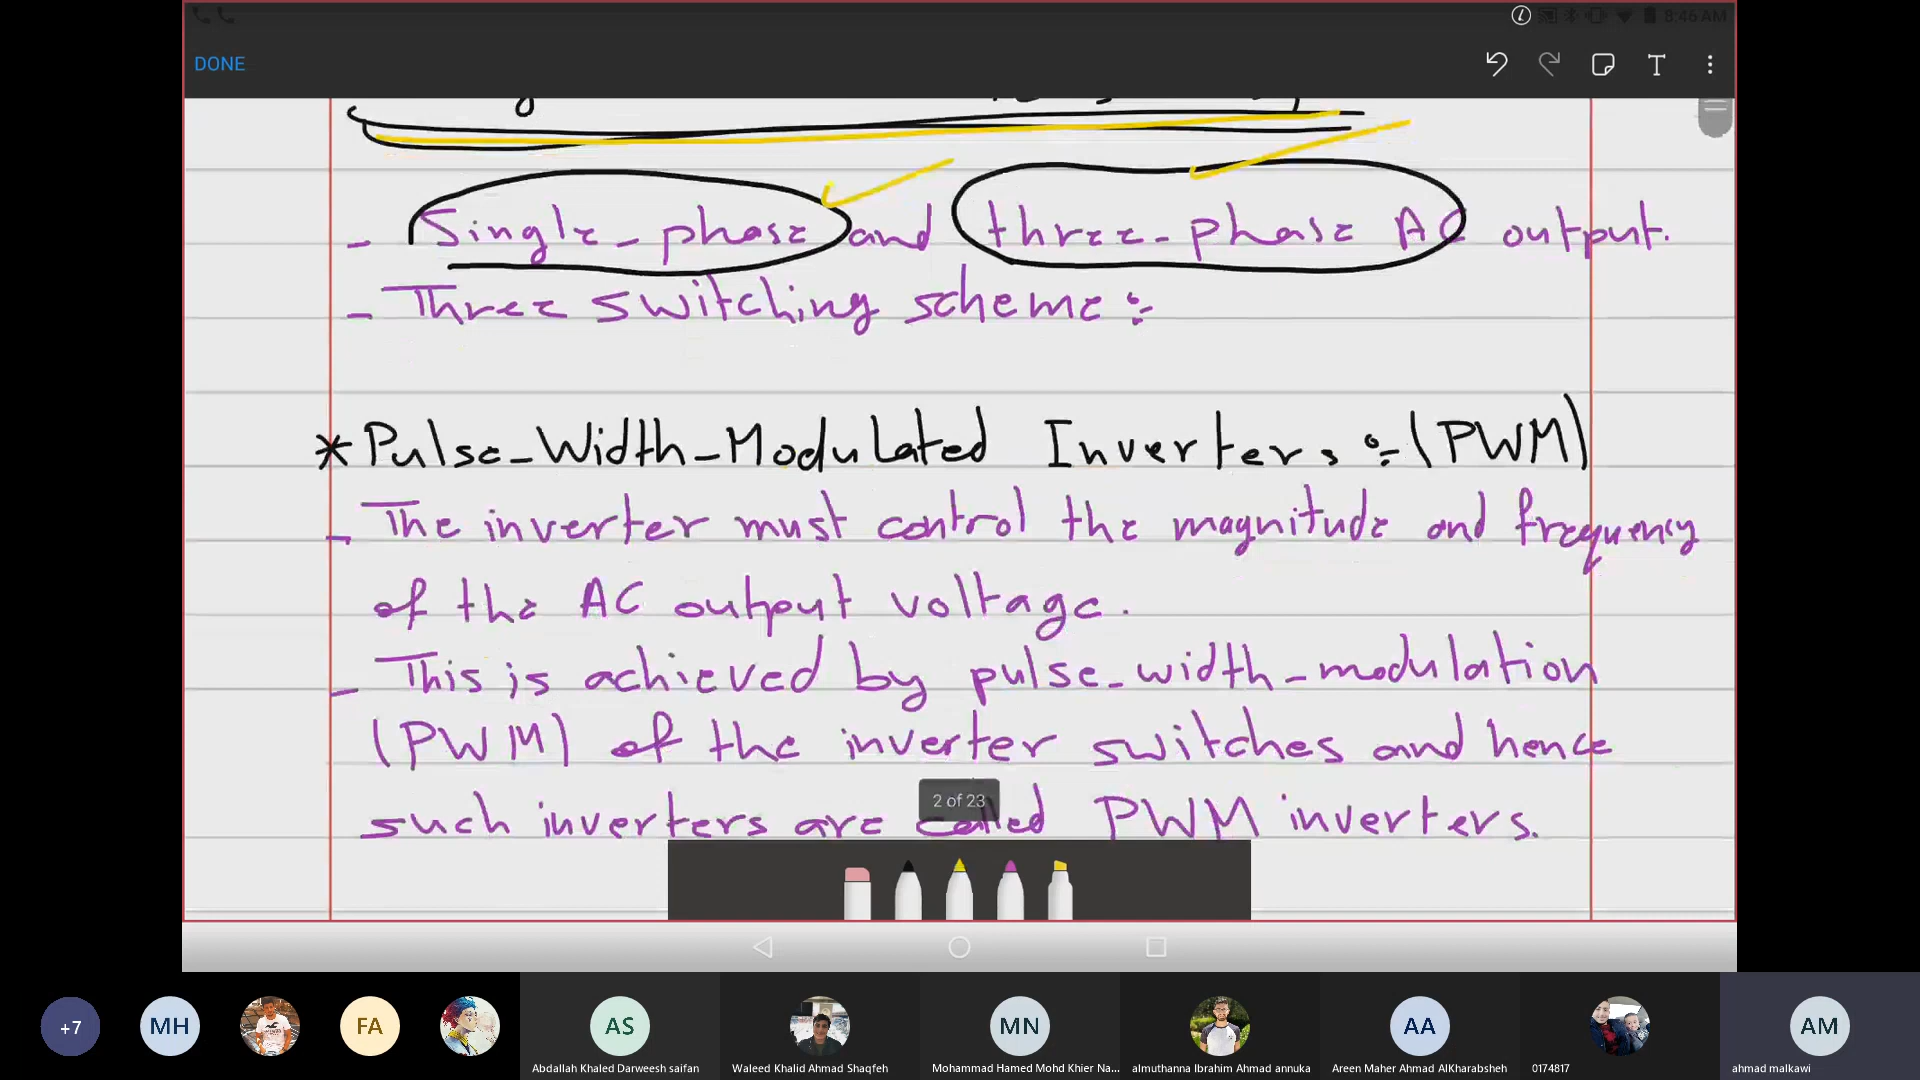 8:46 AM
DONE
- Single-phase and three-phase AC output.
- Three switching scheme:
* Pulse-Width-Modulated Inverters: (PWM)
- The inverter must control the magnitude and frequency
of the AC output voltage.
- This is achieved by pulse-width-modulation
(PWM) of the inverter switches and hence
such inverters are called PWM inverters.
2 of 23
+7
MH
FA
AS
MN
AA
AM
Abdallah Khaled Darweesh saifan
Waleed Khalid Ahmad Shaqfeh
Mohammad Hamed Mohd Khier Na...
almuthanna Ibrahim Ahmad annuka
Areen Maher Ahmad AlKharabsheh
0174817
ahmad malkawi